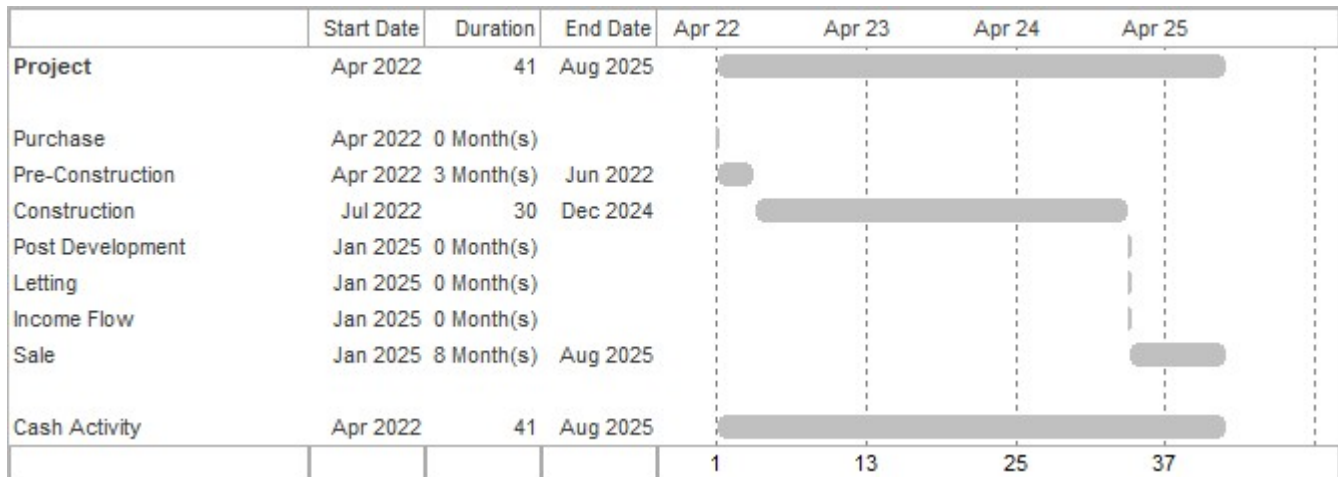 Start Date Duration End Date Apr 22 Apr 23 Apr 24 Apr 25
Project Apr 2022 41 Aug 2025
Purchase Apr 2022 0 Month(s)
Pre-Construction Apr 2022 3 Month(s) Jun 2022
Construction Jul 2022 30 Dec 2024
Post Development Jan 2025 0 Month(s)
Letting Jan 2025 0 Month(s)
Income Flow Jan 2025 0 Month(s)
Sale Jan 2025 8 Month(s) Aug 2025
Cash Activity Apr 2022 41 Aug 2025
1 13 25 37